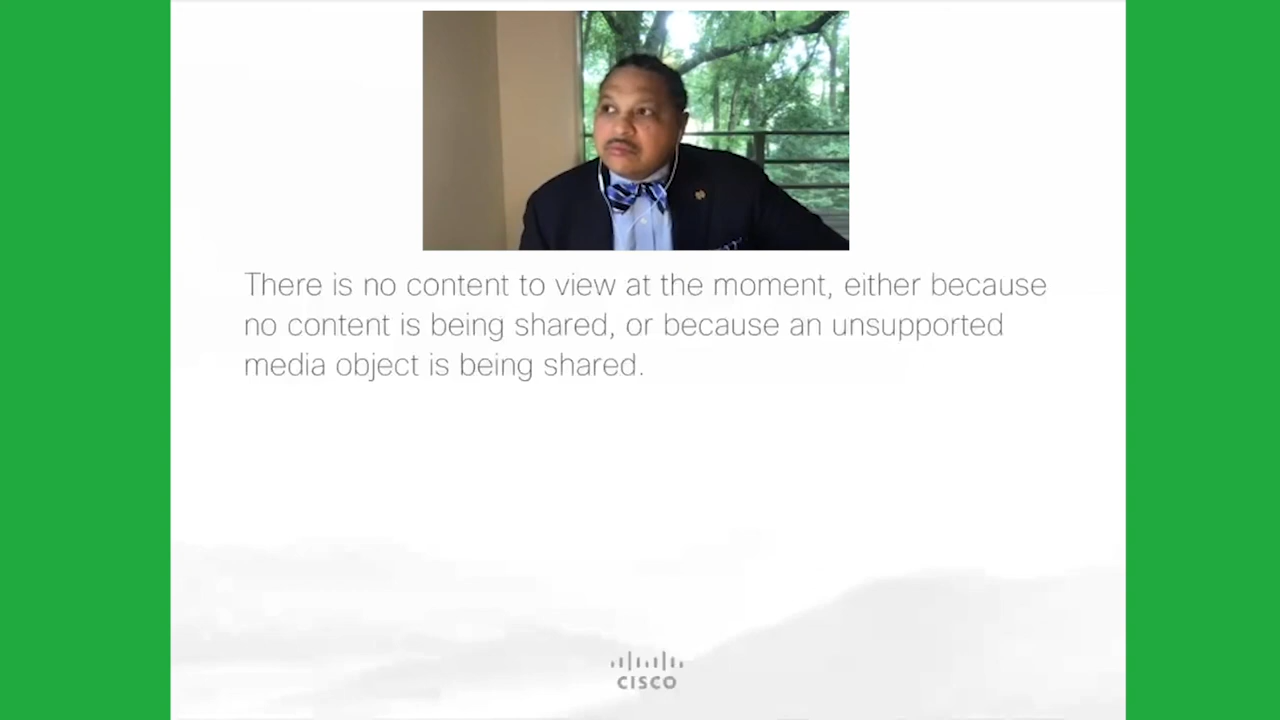 There is no content to view at the moment, either because
no content is being shared, or because an unsupported
media object is being shared.
CISCO